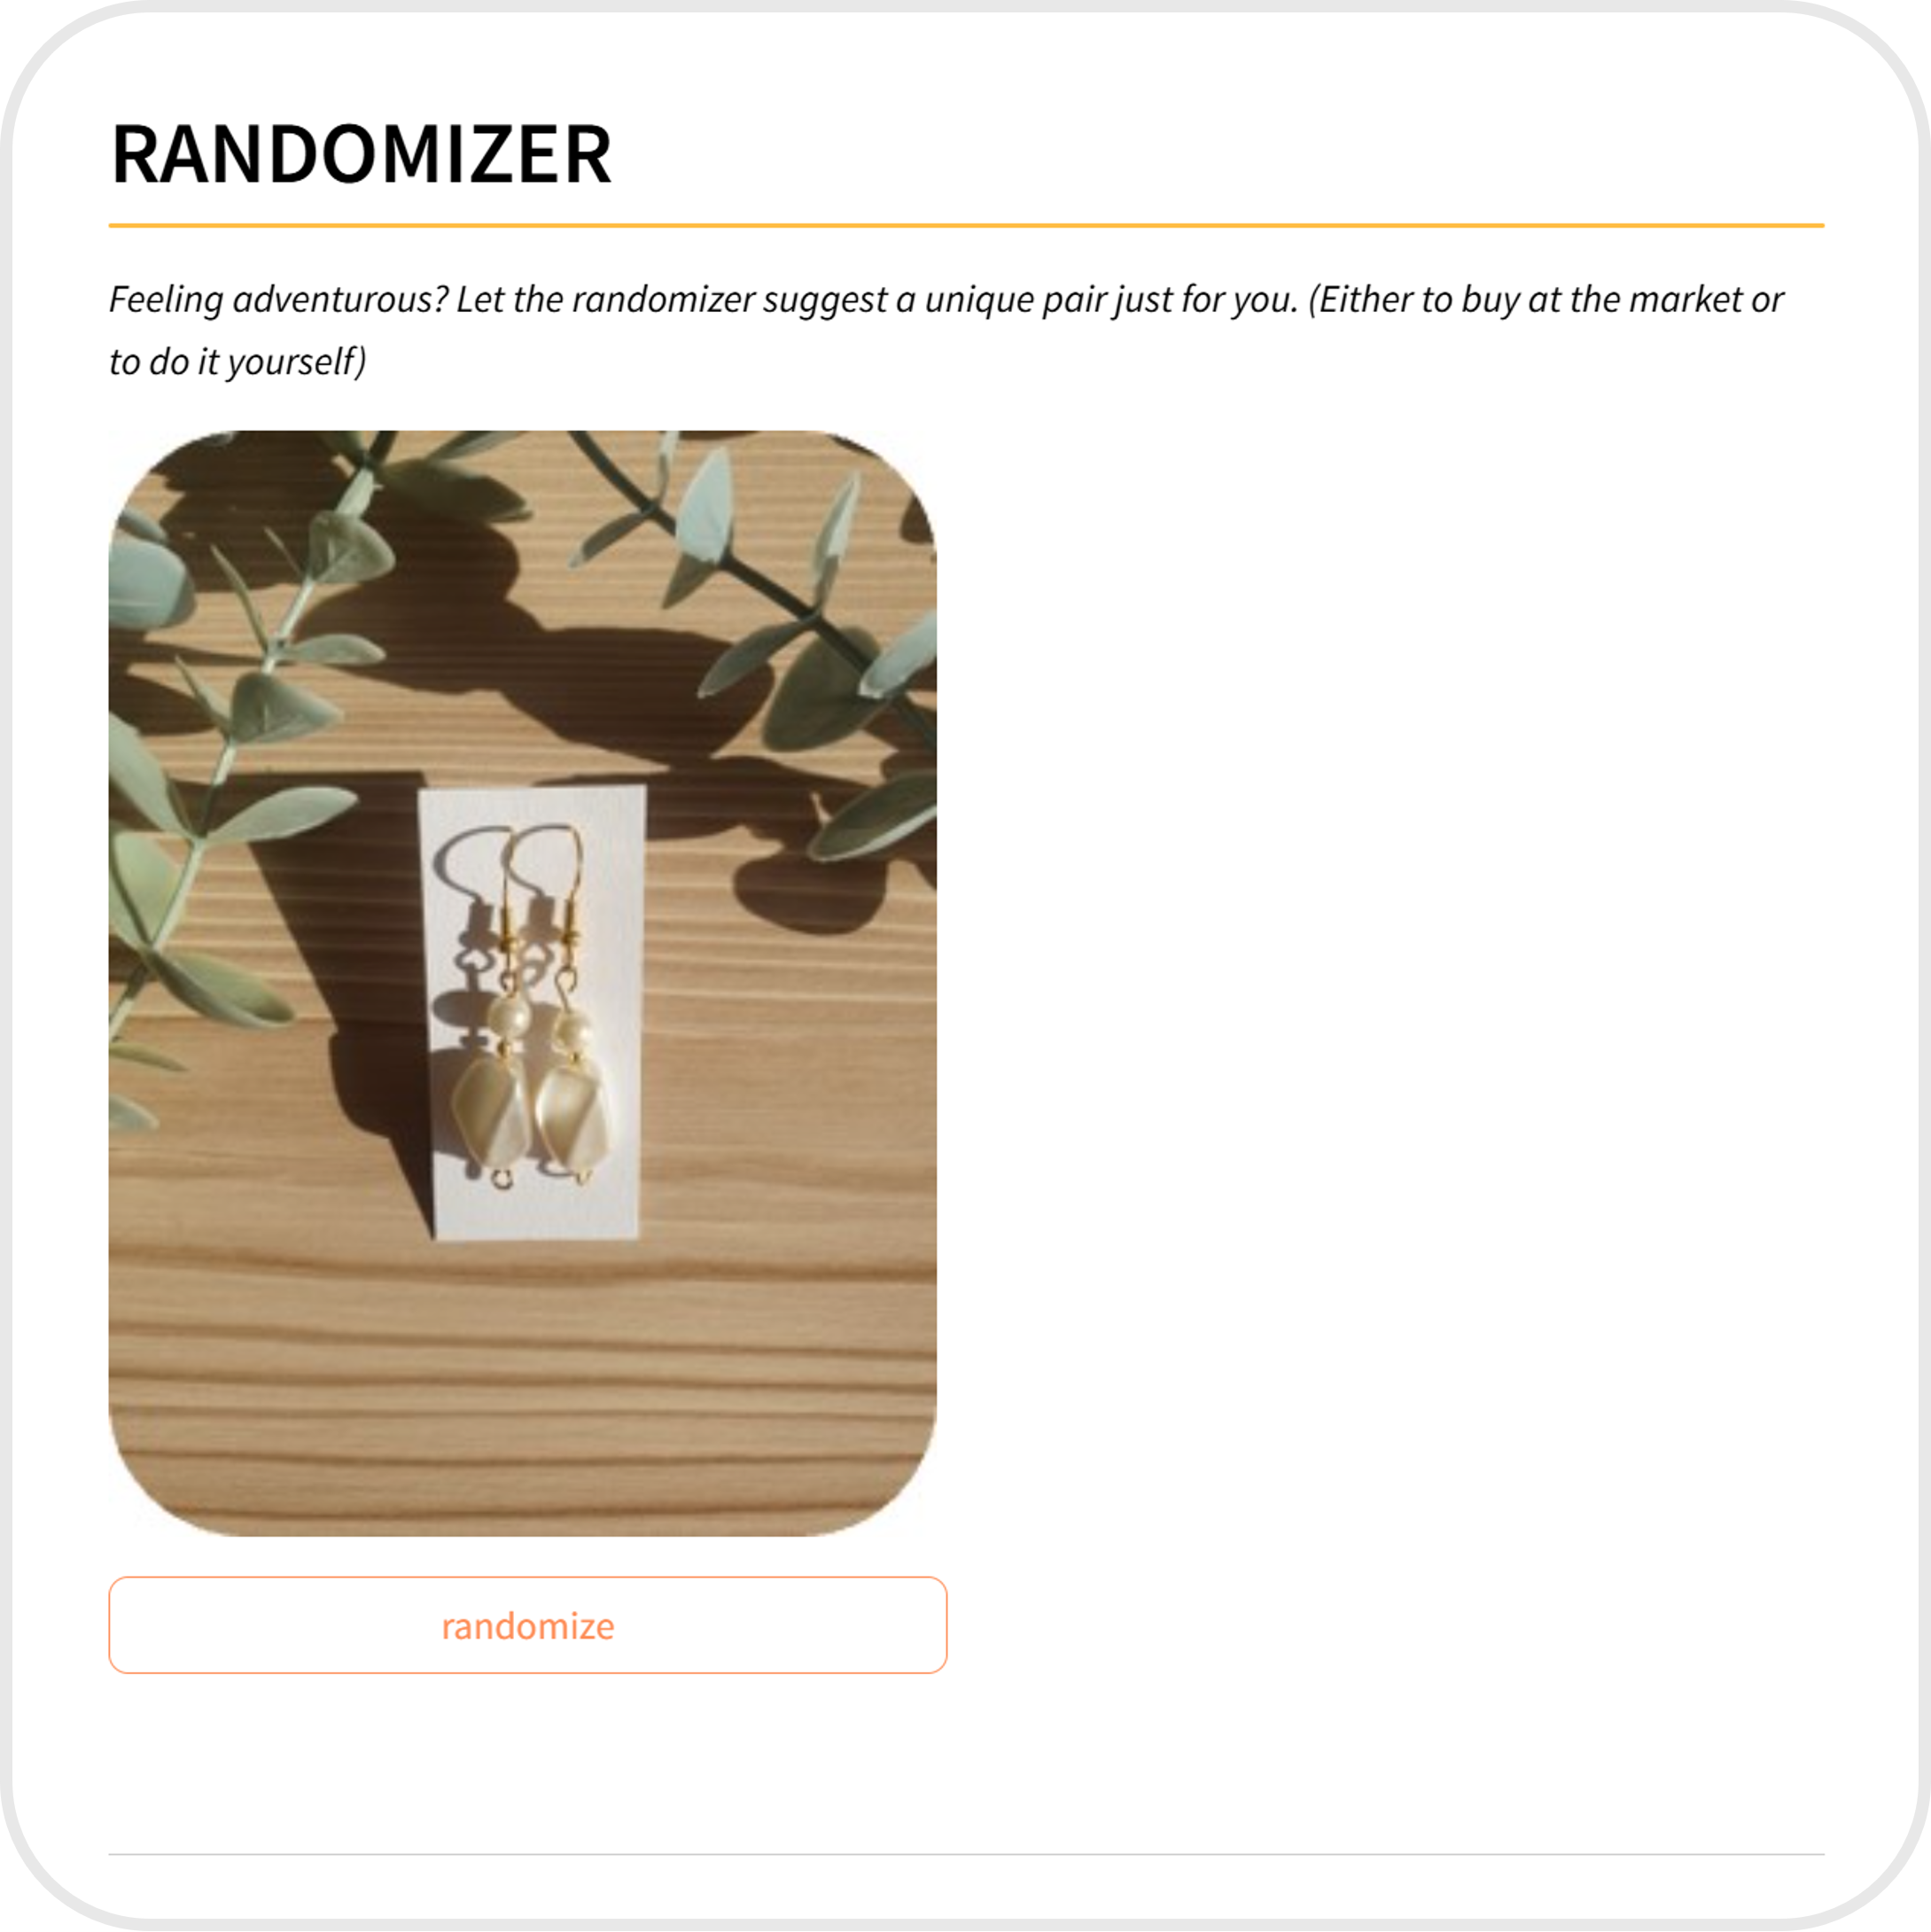 RANDOMIZER
Feeling adventurous? Let the randomizer suggest a unique pair just for you. (Either to buy at the market or
to do it yourself)
randomize